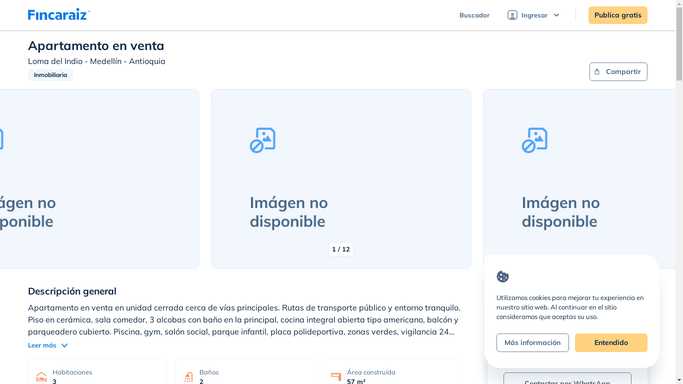 Fincaraiz
Buscador
Ingresar
Publica gratis
Apartamento en venta
Loma del Indio - Medellín - Antioquia
Inmobiliaria
Compartir
Imágen no
disponible
Imágen no
disponible
Imágen no
disponible
1 / 12
Descripción general
Apartamento en venta en unidad cerrada cerca de vías principales. Rutas de transporte público y entorno tranquilo.
Piso en cerámica, sala comedor, 3 alcobas con baño en la principal, cocina integral abierta tipo americana, balcón y
parqueadero cubierto. Piscina, gym, salón social, parque infantil, placa polideportiva, zonas verdes, vigilancia 24...
Leer más
Habitaciones
3
Baños
2
Área construida
57 m²
Utilizamos cookies para mejorar tu experiencia en
nuestro sitio web. Al continuar en el sitio
consideramos que aceptas su uso.
Más información
Entendido
Contactar por WhatsApp